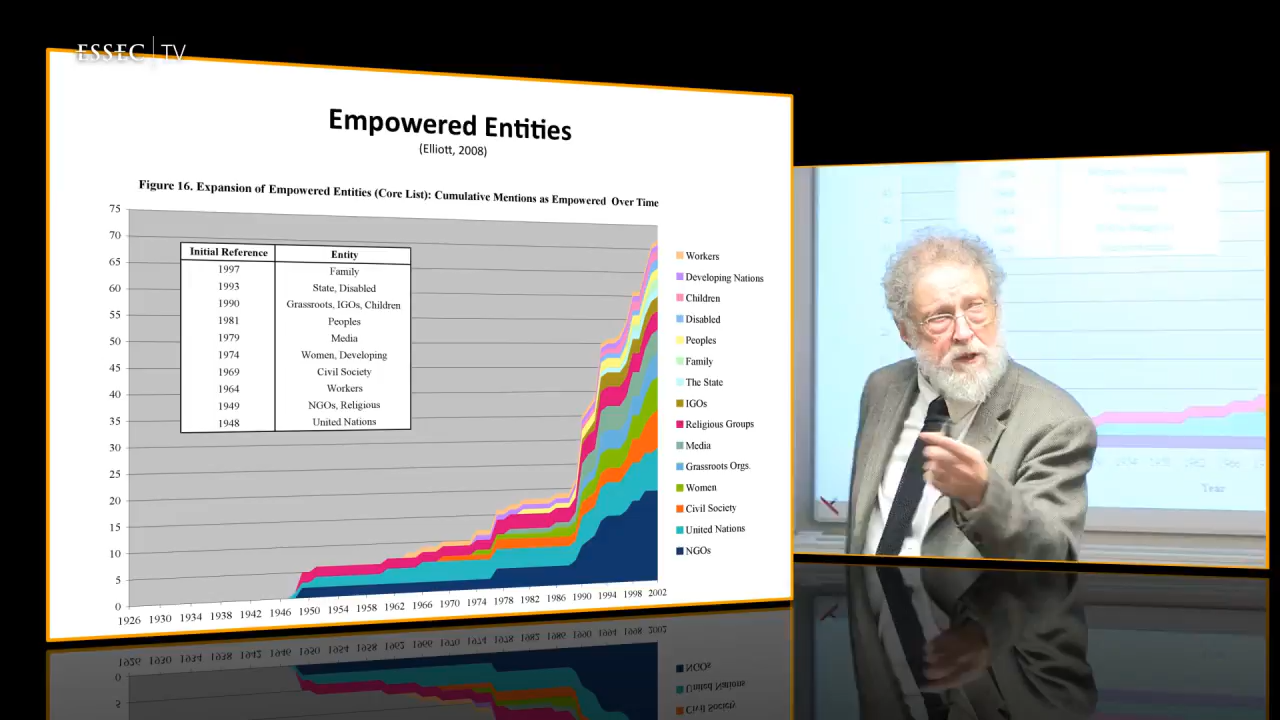 ESSEC | TV
Empowered Entities
(Elliott, 2008)
Figure 16. Expansion of Empowered Entities (Core List): Cumulative Mentions as Empowered Over Time
75
70
65
60
55
50
45
40
35
30
25
20
15
10
5
0
Initial Reference Entity
1997 Family
1993 State, Disabled
1990 Grassroots, IGOs, Children
1981 Peoples
1979 Media
1974 Women, Developing
1969 Civil Society
1964 Workers
1949 NGOs, Religious
1948 United Nations
Workers
Developing Nations
Children
Disabled
Peoples
Family
The State
IGOs
Religious Groups
Media
Grassroots Orgs.
Women
Civil Society
United Nations
NGOs
1926 1930 1934 1938 1942 1946 1950 1954 1958 1962 1966 1970 1974 1978 1982 1986 1990 1994 1998 2002
1954 1958 1962 1966
Year